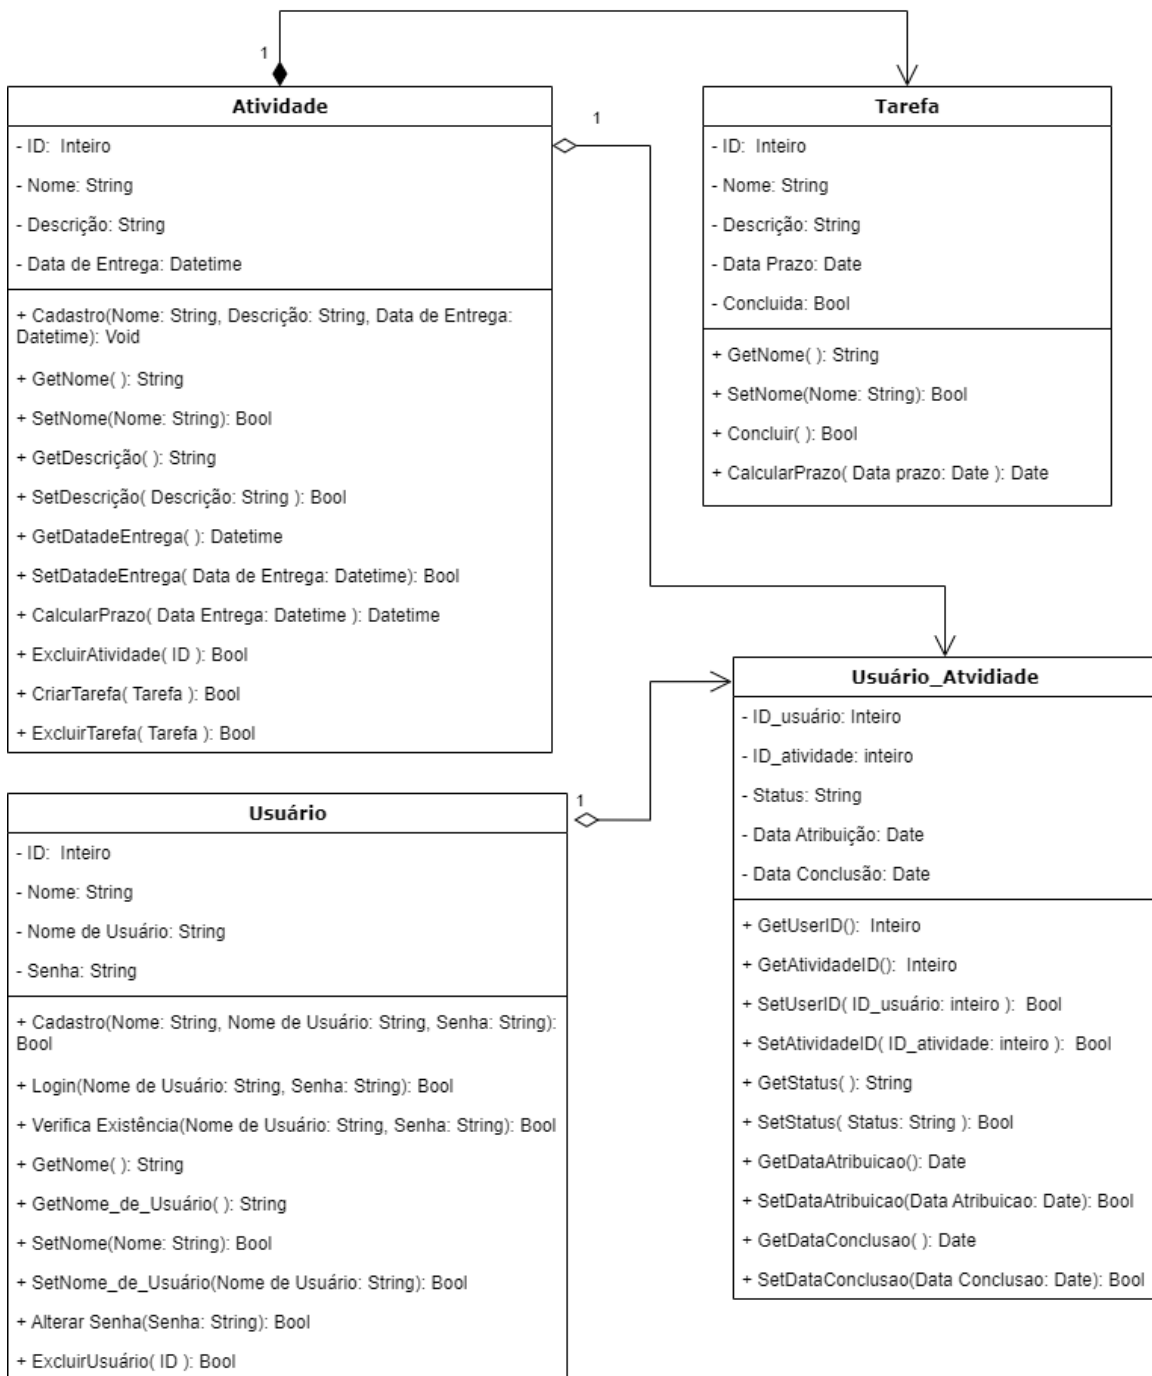 1
Atividade
- ID:  Inteiro
- Nome: String
- Descrição: String
- Data de Entrega: Datetime
+ Cadastro(Nome: String, Descrição: String, Data de Entrega:
Datetime): Void
+ GetNome( ): String
+ SetNome(Nome: String): Bool
+ GetDescrição( ): String
+ SetDescrição( Descrição: String ): Bool
+ GetDatadeEntrega( ): Datetime
+ SetDatadeEntrega( Data de Entrega: Datetime): Bool
+ CalcularPrazo( Data Entrega: Datetime ): Datetime
+ ExcluirAtividade( ID ): Bool
+ CriarTarefa( Tarefa ): Bool
+ ExcluirTarefa( Tarefa ): Bool
1
Tarefa
- ID:  Inteiro
- Nome: String
- Descrição: String
- Data Prazo: Date
- Concluida: Bool
+ GetNome( ): String
+ SetNome(Nome: String): Bool
+ Concluir( ): Bool
+ CalcularPrazo( Data prazo: Date ): Date
Usuário
- ID:  Inteiro
- Nome: String
- Nome de Usuário: String
- Senha: String
+ Cadastro(Nome: String, Nome de Usuário: String, Senha: String):
Bool
+ Login(Nome de Usuário: String, Senha: String): Bool
+ Verifica Existência(Nome de Usuário: String, Senha: String): Bool
+ GetNome( ): String
+ GetNome_de_Usuário( ): String
+ SetNome(Nome: String): Bool
+ SetNome_de_Usuário(Nome de Usuário: String): Bool
+ Alterar Senha(Senha: String): Bool
+ ExcluirUsuário( ID ): Bool
1
Usuário_Atvdiade
- ID_usuário: Inteiro
- ID_atividade: inteiro
- Status: String
- Data Atribuição: Date
- Data Conclusão: Date
+ GetUserID():  Inteiro
+ GetAtividadeID():  Inteiro
+ SetUserID( ID_usuário: inteiro ):  Bool
+ SetAtividadeID( ID_atividade: inteiro ):  Bool
+ GetStatus( ): String
+ SetStatus( Status: String ): Bool
+ GetDataAtribuicao(): Date
+ SetDataAtribuicao(Data Atribuicao: Date): Bool
+ GetDataConclusao( ): Date
+ SetDataConclusao(Data Conclusao: Date): Bool